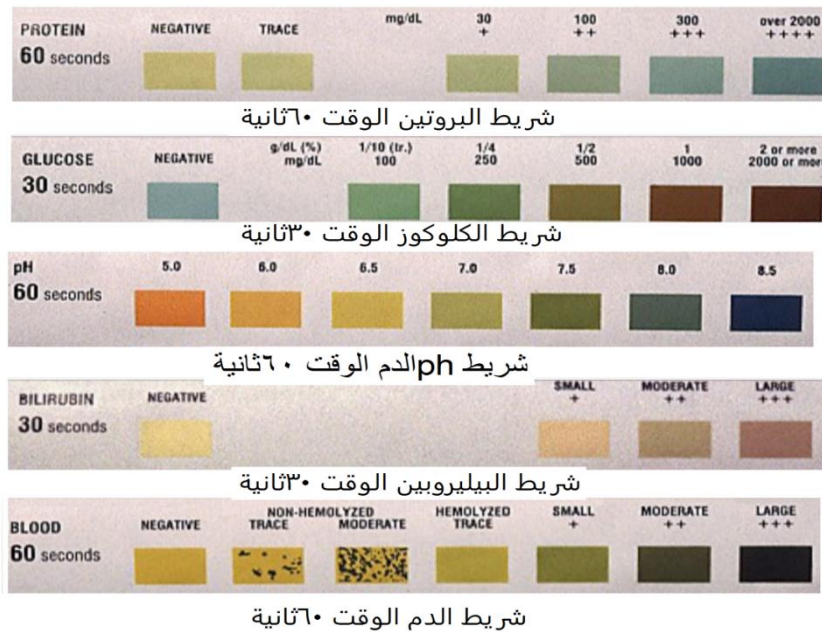 PROTEIN NEGATIVE TRACE mg/dL 30 100 300 over 2000
+ ++ +++ ++++
60 seconds
شريط البروتين الوقت ٦٠ثانية
GLUCOSE NEGATIVE g/dL (%) 1/10 (tr.) 1/4 1/2 1 2 or more
mg/dL 100 250 500 1000 2000 or mor
30 seconds
شريط الكلوكوز الوقت ٣٠ثانية
pH 5.0 6.0 6.5 7.0 7.5 8.0 8.5
60 seconds
شريط phالدم الوقت ٦٠ثانية
BILIRUBIN NEGATIVE SMALL MODERATE LARGE
+ ++ +++
30 seconds
شريط البيليروبين الوقت ٣٠ثانية
BLOOD NEGATIVE NON-HEMOLYZED HEMOLYZED SMALL MODERATE LARGE
TRACE MODERATE TRACE + ++ +++
60 seconds
شريط الدم الوقت ٦٠ثانية